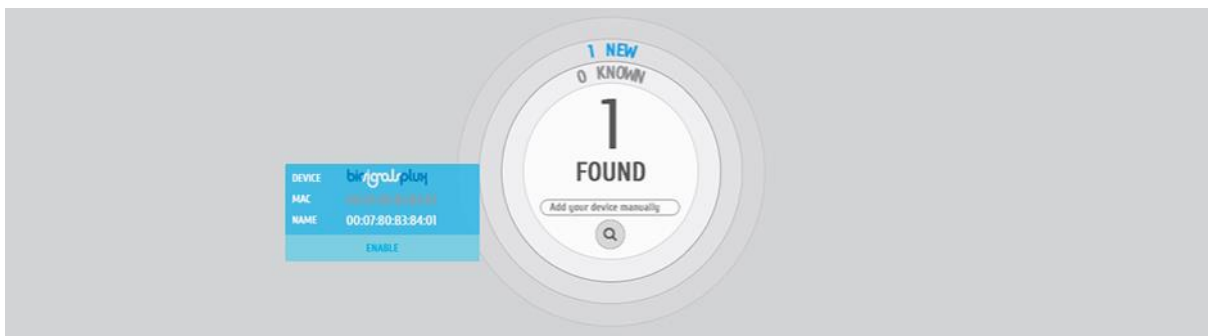 1 NEW
0 KNOWN
1
FOUND
Add your device manually
DEVICE biosignalsplux
MAC
NAME 00:07:80:B3:84:01
ENABLE